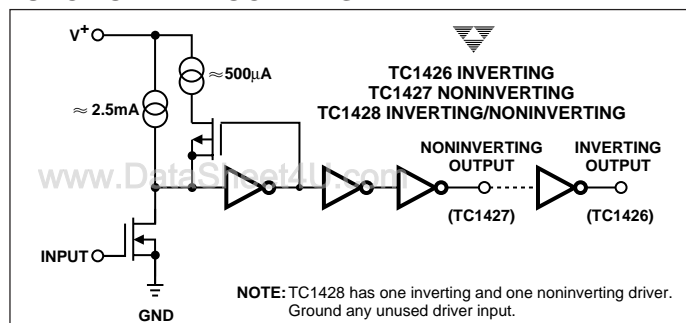 V+
≈500µA
≈ 2.5mA
TC1426 INVERTING
TC1427 NONINVERTING
TC1428 INVERTING/NONINVERTING
NONINVERTING
OUTPUT
INVERTING
OUTPUT
www.DataSheet4U.com
(TC1427)
(TC1426)
INPUT
GND
NOTE: TC1428 has one inverting and one noninverting driver.
Ground any unused driver input.